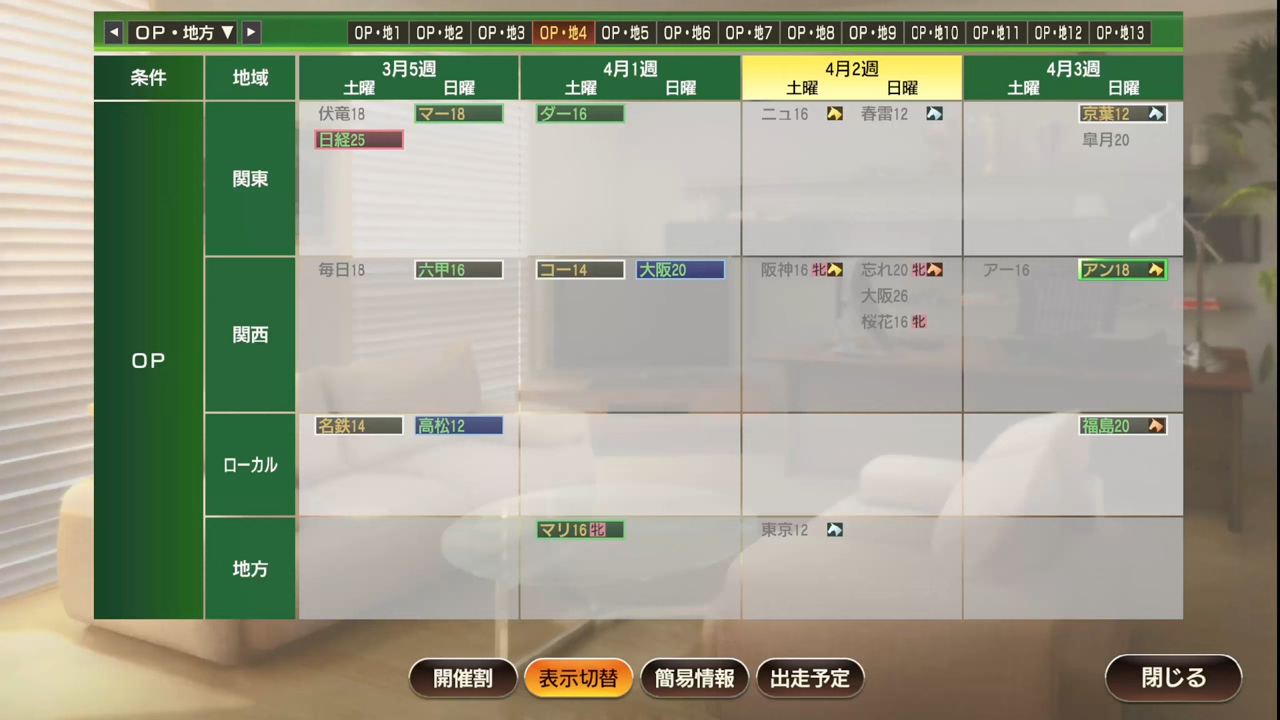 ◀ OP・地方 ▼ ▶ OP・地1 OP・地2 OP・地3 OP・地4 OP・地5 OP・地6 OP・地7 OP・地8 OP・地9 OP・地10 OP・地11 OP・地12 OP・地13
条件 地域 3月5週 4月1週 4月2週 4月3週
土曜 日曜 土曜 日曜 土曜 日曜 土曜 日曜
OP
関東
伏竜18 マー18 ダー16 ニュ16 春雷12 京葉12
日経25 皐月20
関西
毎日18 六甲16 コー14 大阪20 阪神16 牝 忘れ20 牝 アー16 アン18
大阪26
桜花16 牝
ローカル
名鉄14 高松12 福島20
地方
マリ16 牝 東京12
開催割 表示切替 簡易情報 出走予定 閉じる